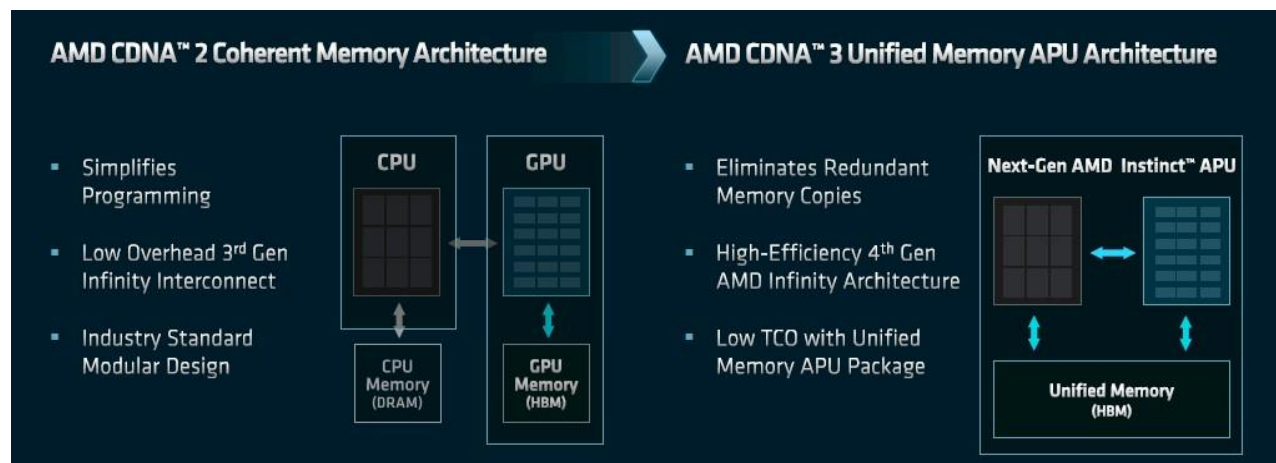 AMD CDNA™ 2 Coherent Memory Architecture
AMD CDNA™ 3 Unified Memory APU Architecture
Simplifies
Programming
Low Overhead 3rd Gen
Infinity Interconnect
Industry Standard
Modular Design
CPU
GPU
CPU
Memory
(DRAM)
GPU
Memory
(HBM)
Eliminates Redundant
Memory Copies
High-Efficiency 4th Gen
AMD Infinity Architecture
Low TCO with Unified
Memory APU Package
Next-Gen AMD Instinct™ APU
Unified Memory
(HBM)